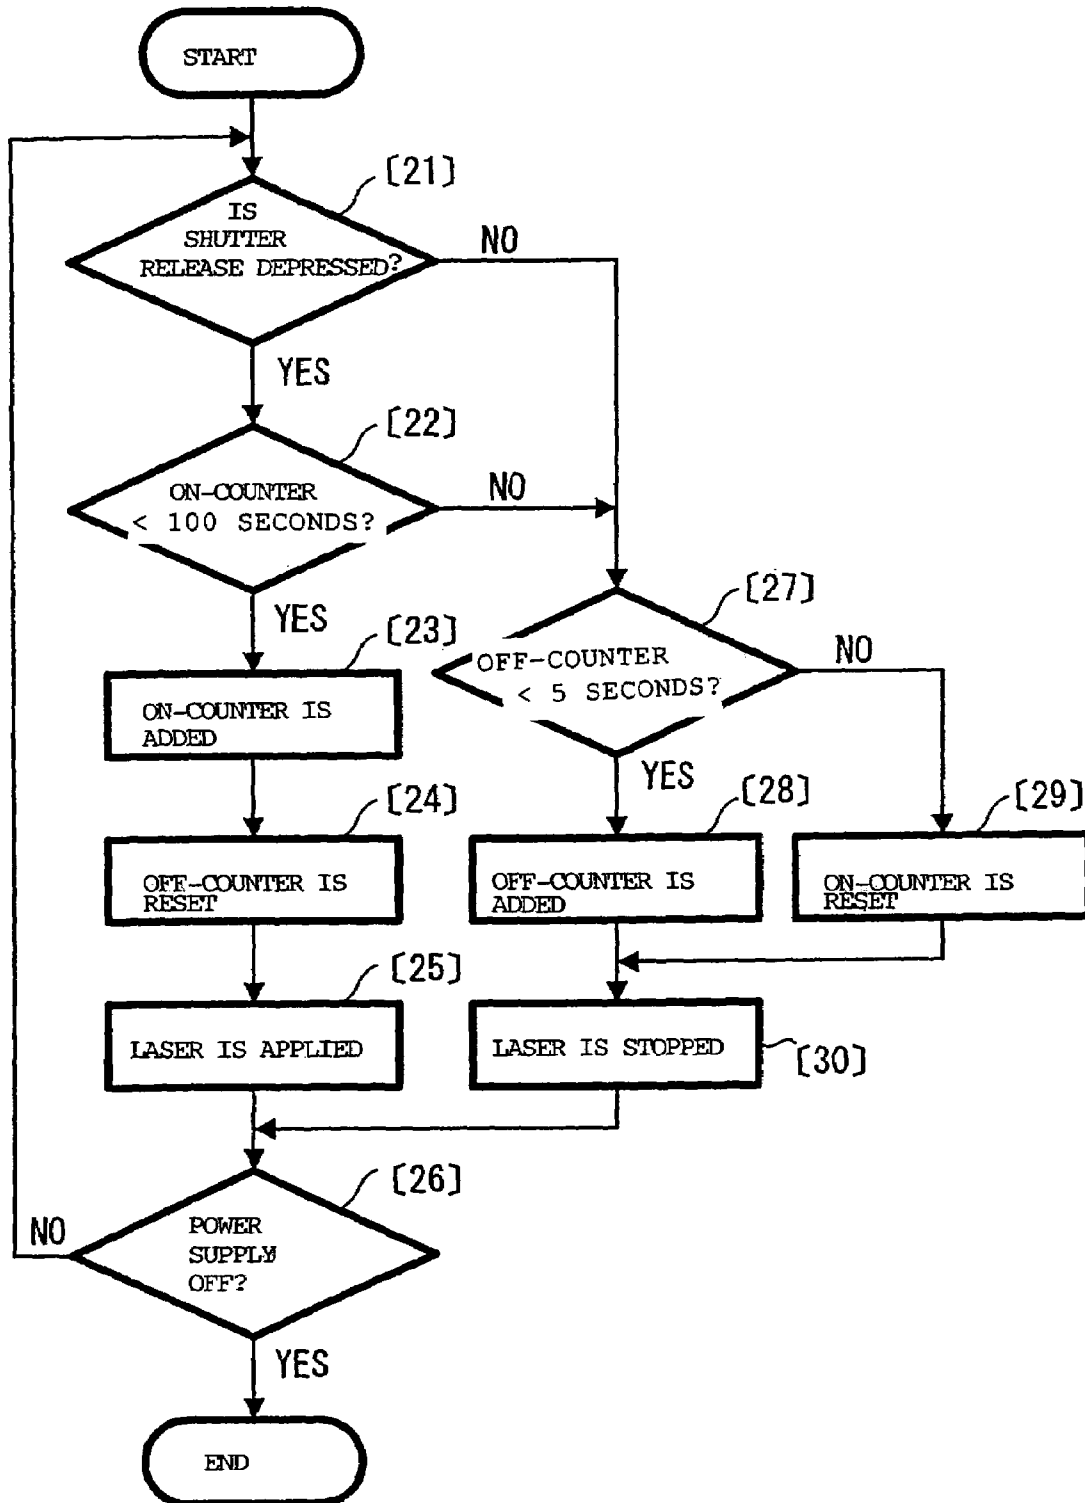 START
[21]
IS
SHUTTER
RELEASE DEPRESSED?
NO
YES
[22]
ON-COUNTER
< 100 SECONDS?
NO
YES
[23]
ON-COUNTER IS
ADDED
[27]
OFF-COUNTER
< 5 SECONDS?
NO
YES
[24]
OFF-COUNTER IS
RESET
[28]
OFF-COUNTER IS
ADDED
[29]
ON-COUNTER IS
RESET
[25]
LASER IS APPLIED
LASER IS STOPPED
[30]
[26]
POWER
SUPPLY
OFF?
NO
YES
END